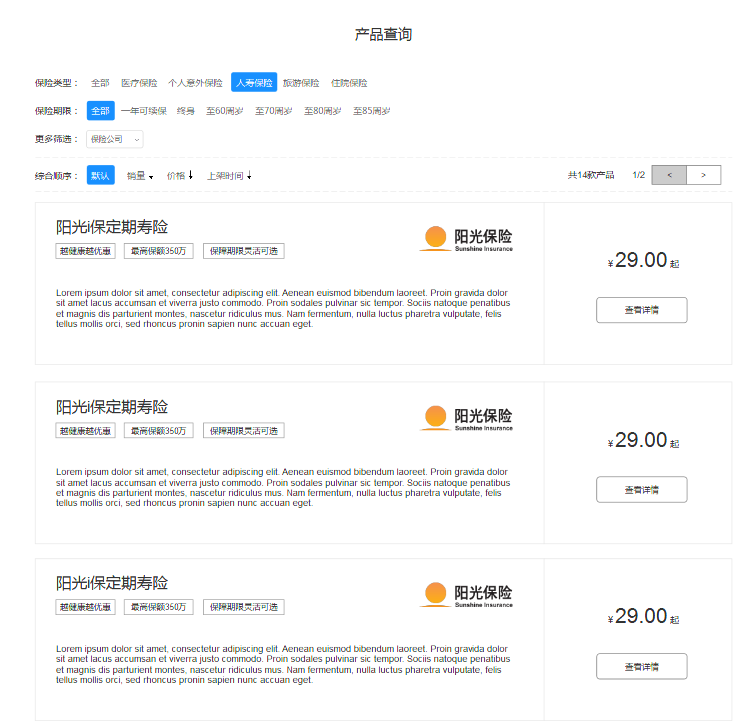 产品查询
保险类型： 全部 医疗保险 个人意外保险 人寿保险 旅游保险 住院保险
保险期限： 全部 一年可续保 终身 至60周岁 至70周岁 至80周岁 至85周岁
更多筛选： 保险公司
综合顺序： 默认 销量 价格 上架时间 共14款产品 1/2 < >
阳光i保定期寿险
越健康越优惠 最高保额350万 保障期限灵活可选
阳光保险
Sunshine Insurance
Lorem ipsum dolor sit amet, consectetur adipiscing elit. Aenean euismod bibendum laoreet. Proin gravida dolor
sit amet lacus accumsan et viverra justo commodo. Proin sodales pulvinar sic tempor. Sociis natoque penatibus
et magnis dis parturient montes, nascetur ridiculus mus. Nam fermentum, nulla luctus pharetra vulputate, felis
tellus mollis orci, sed rhoncus pronin sapien nunc accuan eget.
¥29.00 起
查看详情
阳光i保定期寿险
越健康越优惠 最高保额350万 保障期限灵活可选
阳光保险
Sunshine Insurance
Lorem ipsum dolor sit amet, consectetur adipiscing elit. Aenean euismod bibendum laoreet. Proin gravida dolor
sit amet lacus accumsan et viverra justo commodo. Proin sodales pulvinar sic tempor. Sociis natoque penatibus
et magnis dis parturient montes, nascetur ridiculus mus. Nam fermentum, nulla luctus pharetra vulputate, felis
tellus mollis orci, sed rhoncus pronin sapien nunc accuan eget.
¥29.00 起
查看详情
阳光i保定期寿险
越健康越优惠 最高保额350万 保障期限灵活可选
阳光保险
Sunshine Insurance
Lorem ipsum dolor sit amet, consectetur adipiscing elit. Aenean euismod bibendum laoreet. Proin gravida dolor
sit amet lacus accumsan et viverra justo commodo. Proin sodales pulvinar sic tempor. Sociis natoque penatibus
et magnis dis parturient montes, nascetur ridiculus mus. Nam fermentum, nulla luctus pharetra vulputate, felis
tellus mollis orci, sed rhoncus pronin sapien nunc accuan eget.
¥29.00 起
查看详情